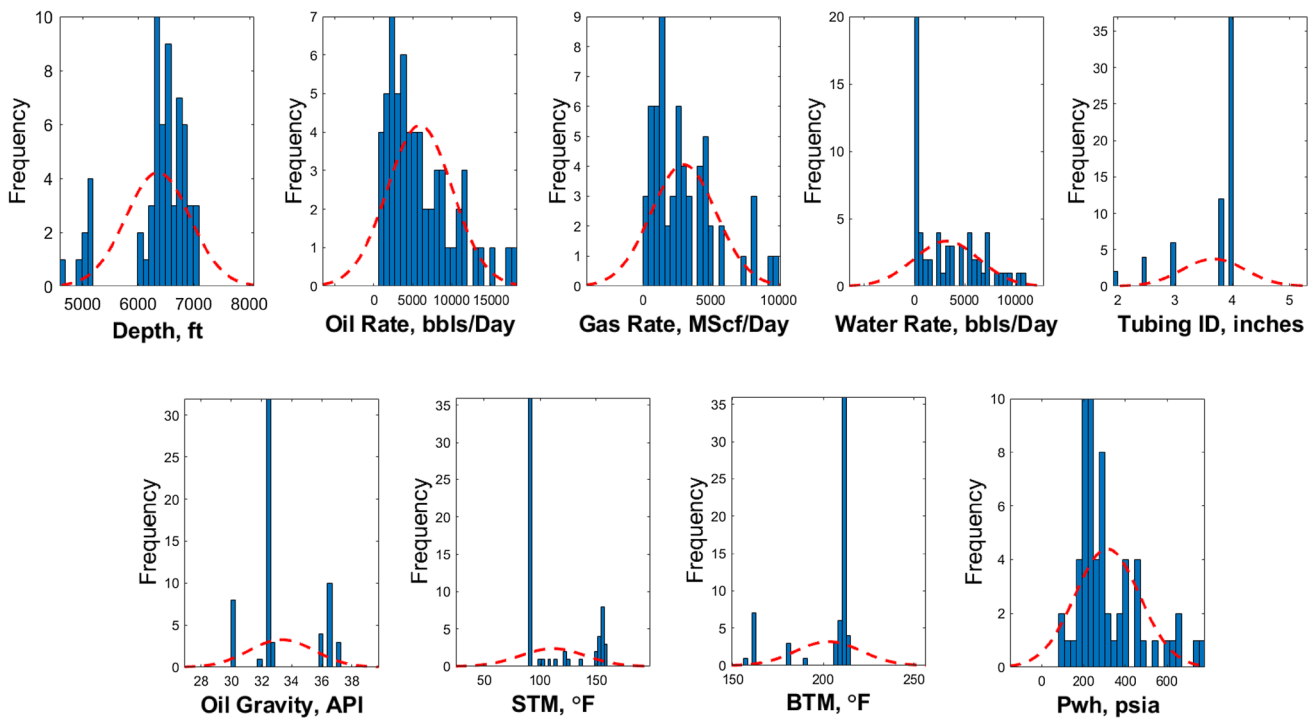 10
8
6
4
2
0
Frequency
5000 6000 7000 8000
Depth, ft
7
6
5
4
3
2
1
0
Frequency
0 5000 10000 15000
Oil Rate, bbls/Day
9
8
7
6
5
4
3
2
1
0
Frequency
0 5000 10000
Gas Rate, MScf/Day
20
15
10
5
0
Frequency
0 5000 10000
Water Rate, bbls/Day
35
30
25
20
15
10
5
0
Frequency
2 3 4 5
Tubing ID, inches
30
25
20
15
10
5
0
Frequency
28 30 32 34 36 38
Oil Gravity, API
35
30
25
20
15
10
5
0
Frequency
50 100 150
STM, °F
35
30
25
20
15
10
5
0
Frequency
150 200 250
BTM, °F
10
8
6
4
2
0
Frequency
0 200 400 600
Pwh, psia